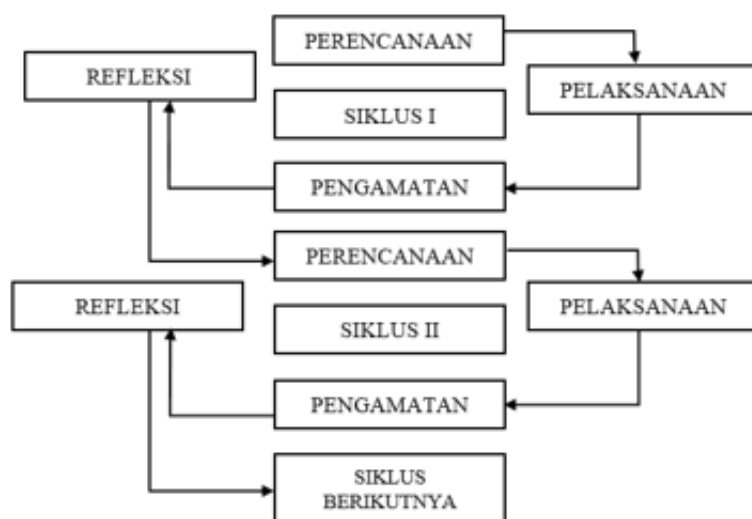 PERENCANAAN
REFLEKSI
PELAKSANAAN
SIKLUS I
PENGAMATAN
PERENCANAAN
REFLEKSI
PELAKSANAAN
SIKLUS II
PENGAMATAN
SIKLUS
BERIKUTNYA